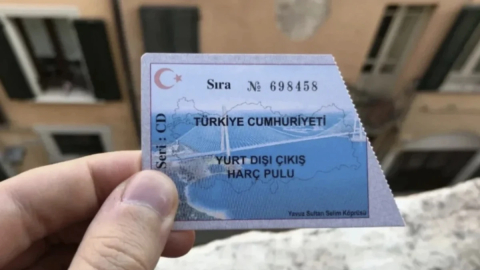 Sıra № 698458
Seri : CD
TÜRKİYE CUMHURİYETİ
YURT DIŞI ÇIKIŞ
HARÇ PULU
Yavuz Sultan Selim Köprüsü